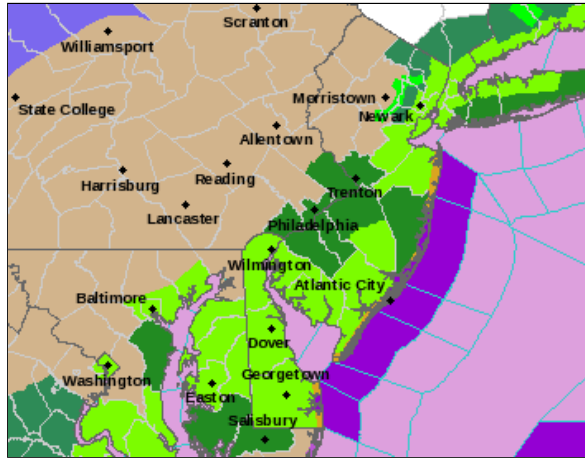 Scranton
Williamsport
State College
Morristown
Newark
Allentown
Harrisburg
Reading
Trenton
Lancaster
Philadelphia
Wilmington
Baltimore
Atlantic City
Dover
Washington
Easton
Georgetown
Salisbury